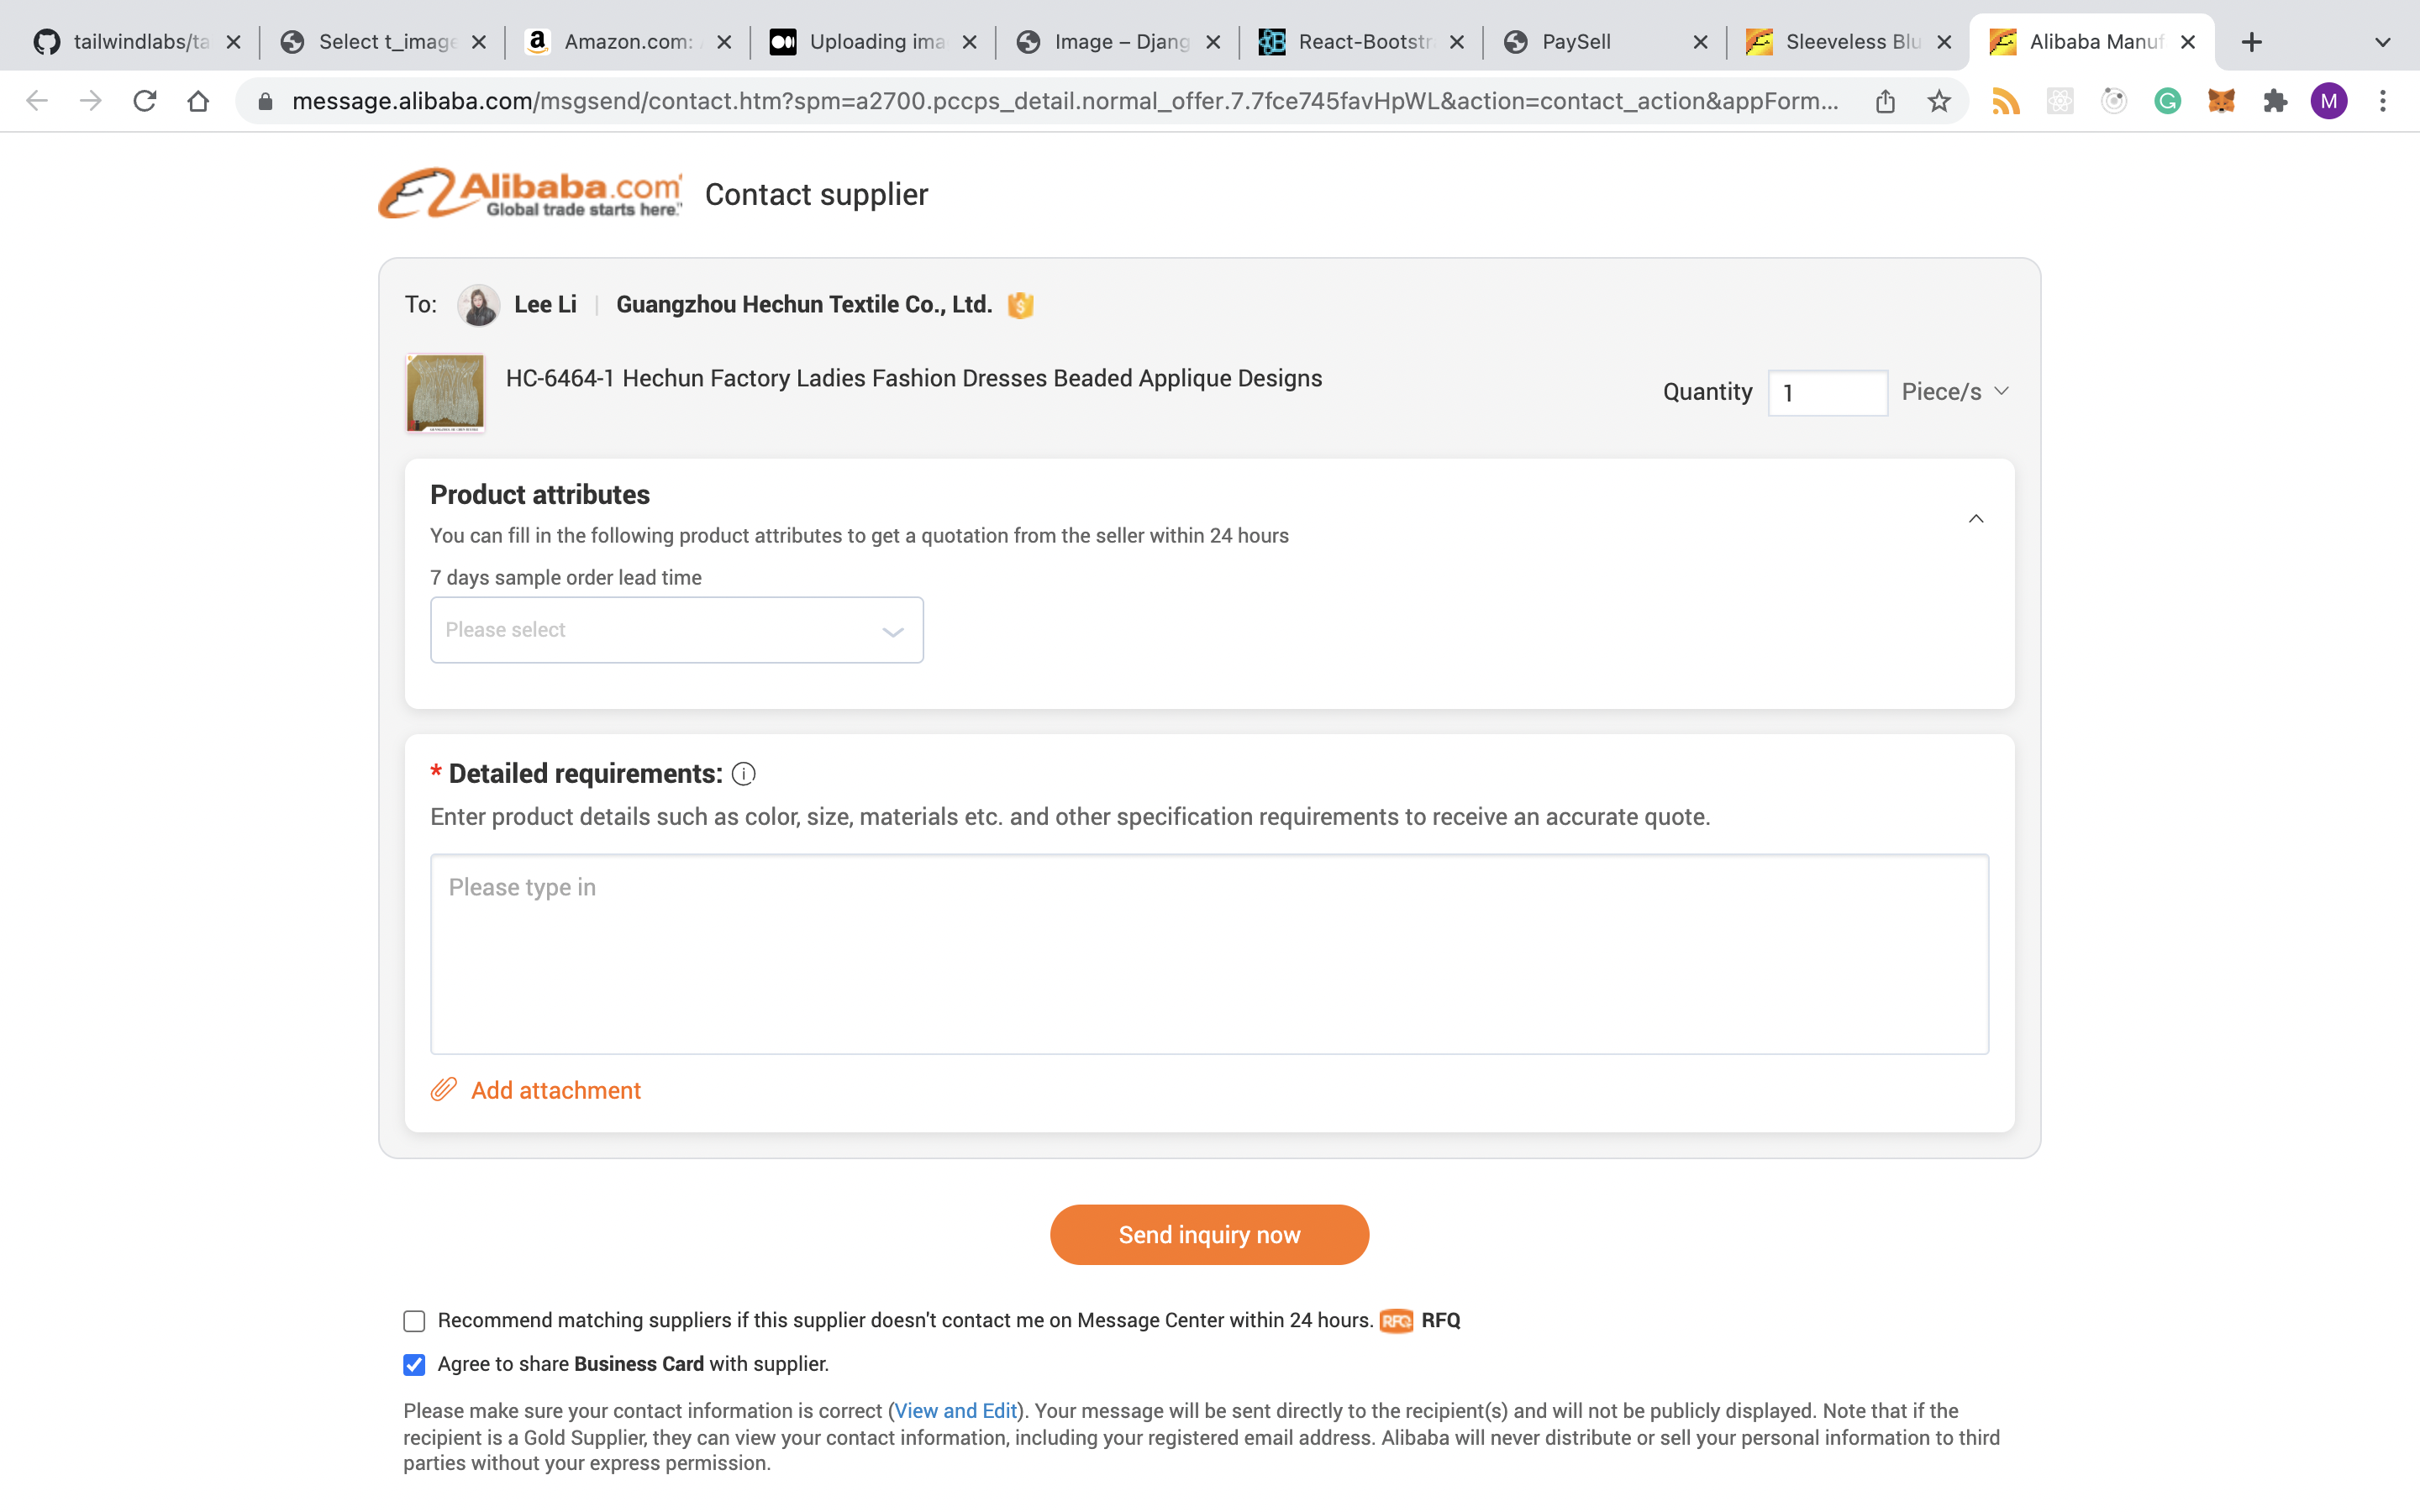 tailwindlabs/ta
Select t_image
Amazon.com:
Uploading ima
Image – Djang
React-Bootstr
PaySell
Sleeveless Blu
Alibaba Manuf
message.alibaba.com/msgsend/contact.htm?spm=a2700.pccps_detail.normal_offer.7.7fce745favHpWL&action=contact_action&appForm...
M
Alibaba.com
Global trade starts here.
Contact supplier
To: Lee Li Guangzhou Hechun Textile Co., Ltd.
HC-6464-1 Hechun Factory Ladies Fashion Dresses Beaded Applique Designs
Quantity 1 Piece/s
Product attributes
You can fill in the following product attributes to get a quotation from the seller within 24 hours
7 days sample order lead time
Please select
* Detailed requirements:
Enter product details such as color, size, materials etc. and other specification requirements to receive an accurate quote.
Please type in
Add attachment
Send inquiry now
Recommend matching suppliers if this supplier doesn't contact me on Message Center within 24 hours. RFQ RFQ
Agree to share Business Card with supplier.
Please make sure your contact information is correct (View and Edit). Your message will be sent directly to the recipient(s) and will not be publicly displayed. Note that if the
recipient is a Gold Supplier, they can view your contact information, including your registered email address. Alibaba will never distribute or sell your personal information to third
parties without your express permission.